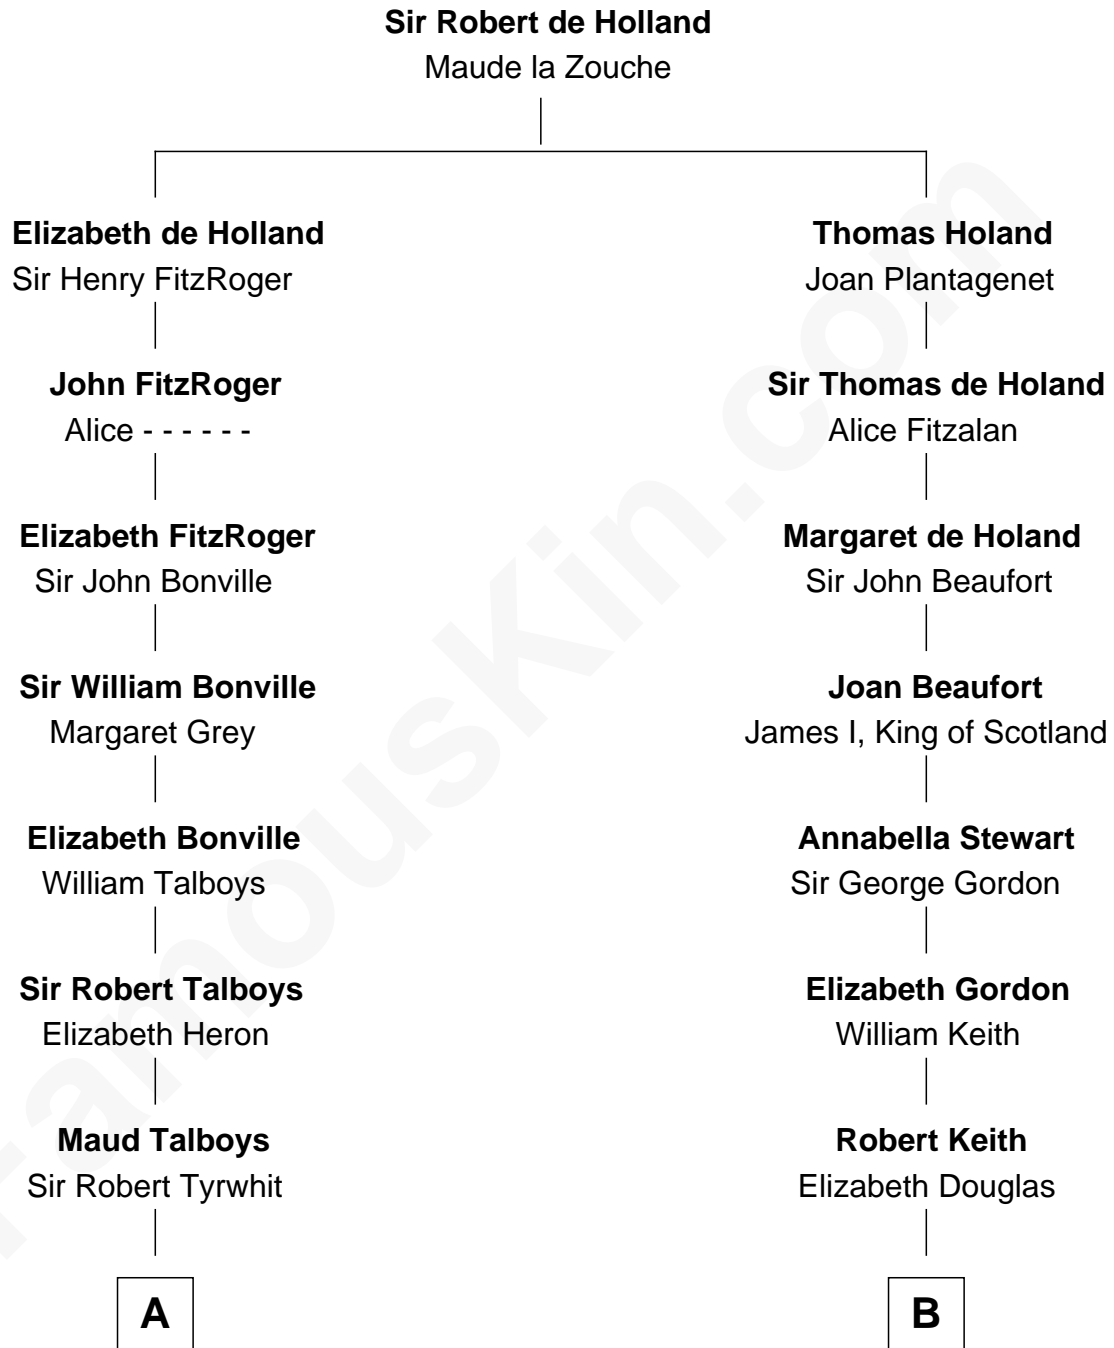 Sir Robert de Holland
Maude la Zouche
Elizabeth de Holland
Sir Henry FitzRoger
Thomas Holand
Joan Plantagenet
John FitzRoger
Alice - - - - - -
Sir Thomas de Holand
Alice Fitzalan
Elizabeth FitzRoger
Sir John Bonville
Margaret de Holand
Sir John Beaufort
Sir William Bonville
Margaret Grey
Joan Beaufort
James I, King of Scotland
Elizabeth Bonville
William Talboys
Annabella Stewart
Sir George Gordon
Sir Robert Talboys
Elizabeth Heron
Elizabeth Gordon
William Keith
Maud Talboys
Sir Robert Tyrwhit
Robert Keith
Elizabeth Douglas
A
B
FamousKin.com